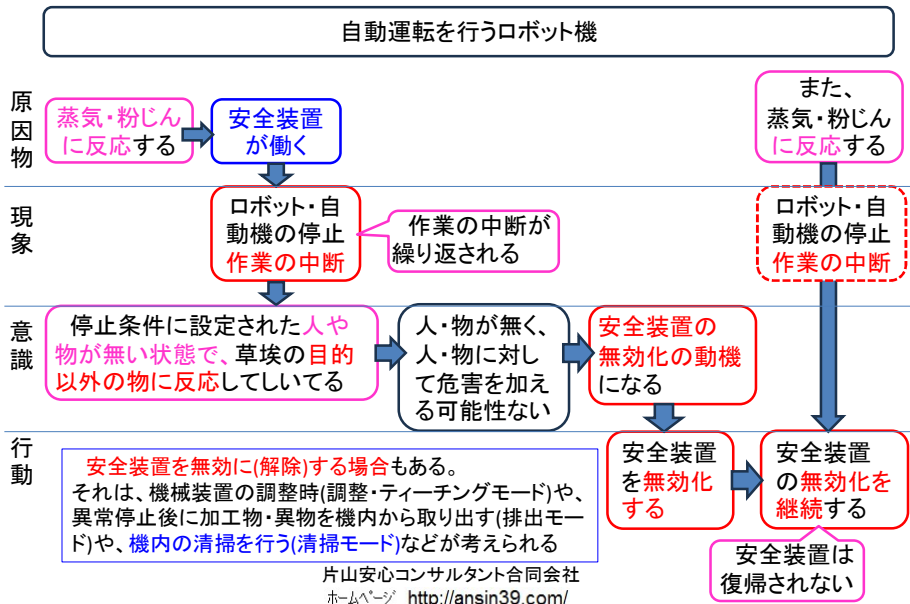 自動運転を行うロボット機
原因物
蒸気・粉じん
に反応する
安全装置
が働く
また、
蒸気・粉じん
に反応する
現象
ロボット・自
動機の停止
作業の中断
作業の中断が
繰り返される
ロボット・自
動機の停止
作業の中断
意識
停止条件に設定された人や
物が無い状態で、草埃の目的
以外の物に反応してしいてる
人・物が無く、
人・物に対し
て危害を加え
る可能性ない
安全装置の
無効化の動機
になる
行動
安全装置を無効に(解除)する場合もある。
それは、機械装置の調整時(調整・ティーチングモード)や、
異常停止後に加工物・異物を機内から取り出す(排出モー
ド)や、機内の清掃を行う(清掃モード)などが考えられる
安全装置
を無効化
する
安全装置
の無効化を
継続する
安全装置は
復帰されない
片山安心コンサルタント合同会社
ホームページ http://ansin39.com/